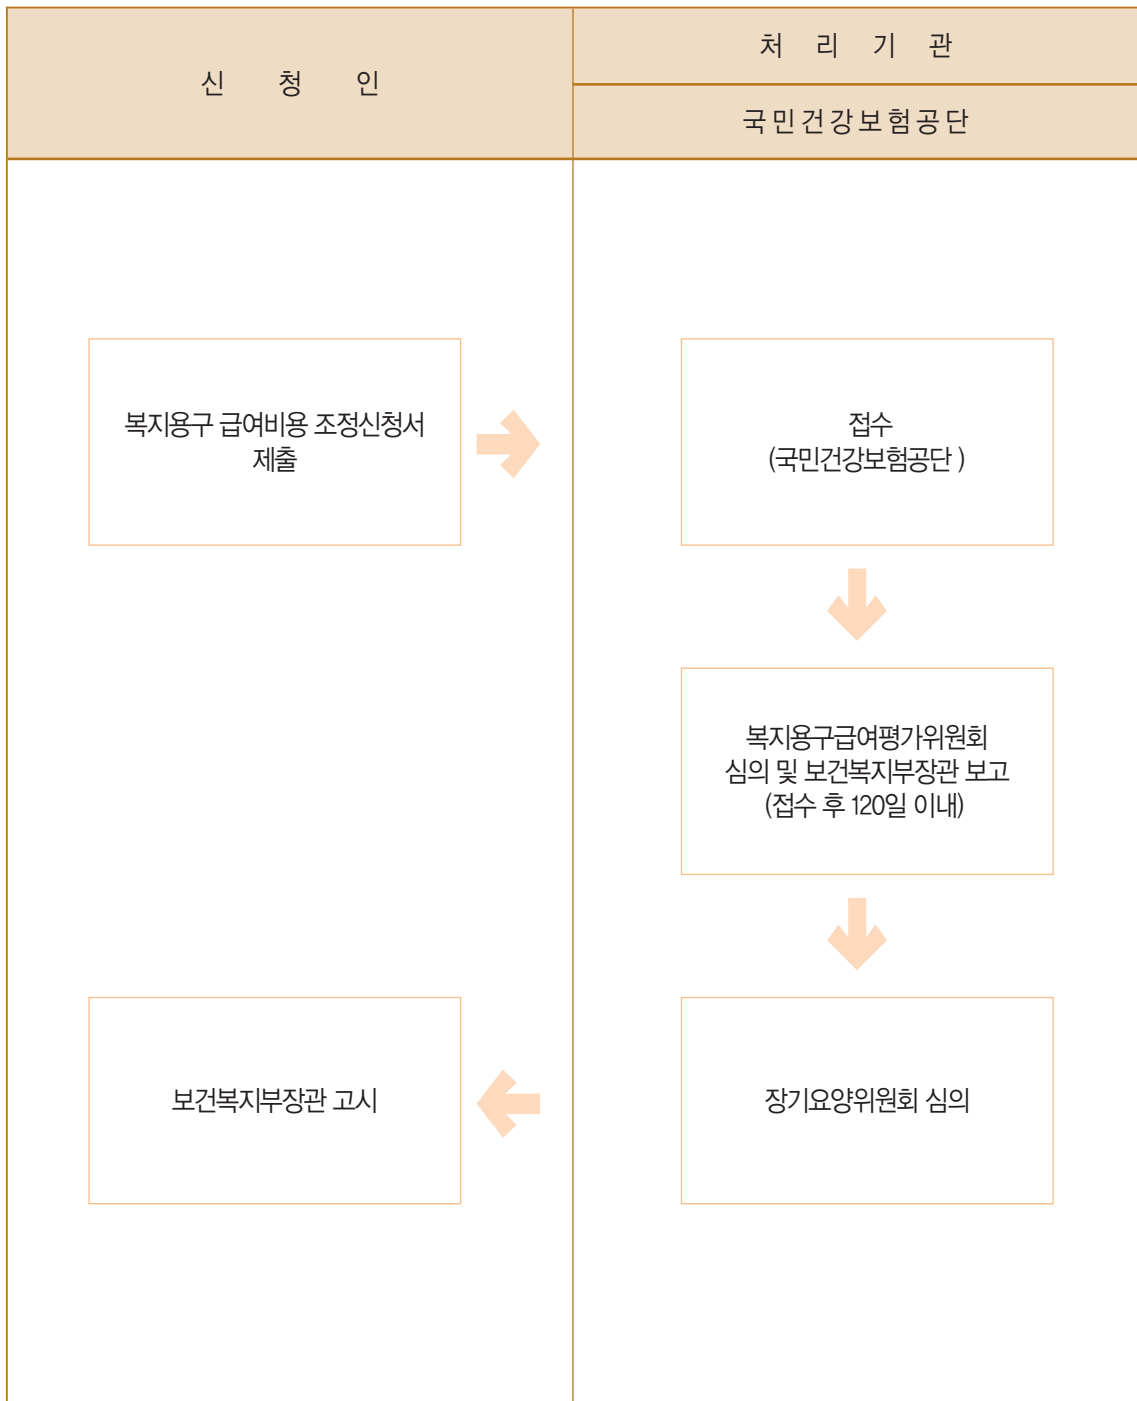 신 청 인
처 리 기 관
국민건강보험공단
복지용구 급여비용 조정신청서
제출
접수
(국민건강보험공단 )
복지용구급여평가위원회
심의 및 보건복지부장관 보고
(접수 후 120일 이내)
보건복지부장관 고시
장기요양위원회 심의